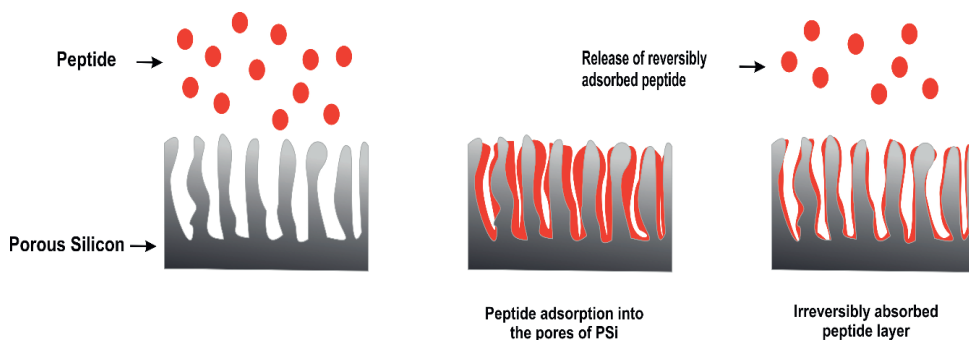 Peptide
Porous Silicon
Peptide adsorption into
the pores of PSi
Release of reversibly
adsorbed peptide
Irreversibly absorbed
peptide layer